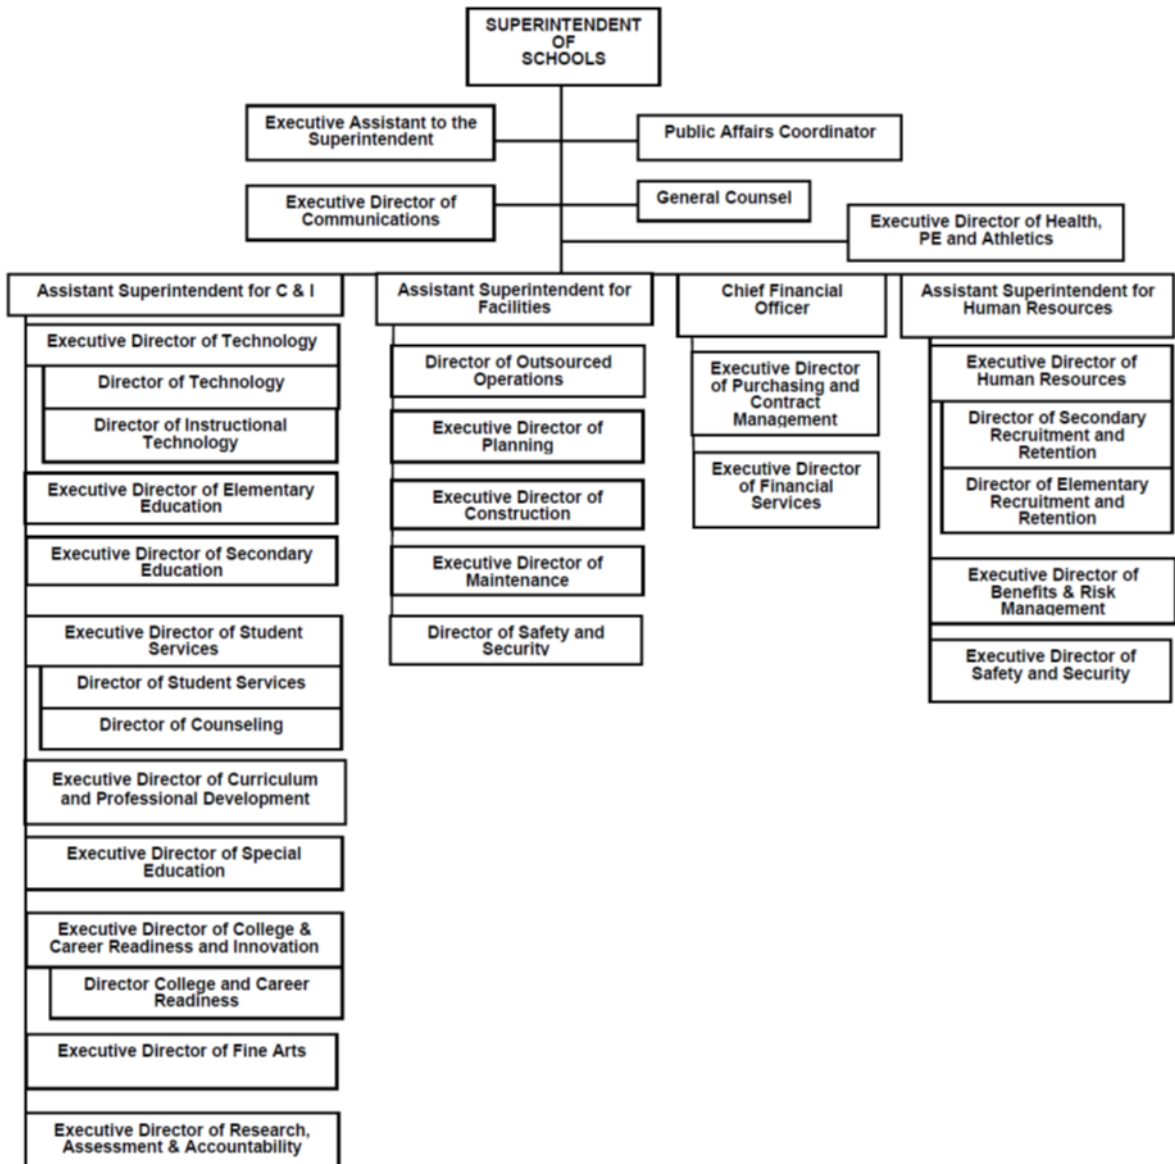 SUPERINTENDENT
OF
SCHOOLS
Executive Assistant to the
Superintendent
Public Affairs Coordinator
Executive Director of
Communications
General Counsel
Executive Director of Health,
PE and Athletics
Assistant Superintendent for C & I
Executive Director of Technology
Director of Technology
Director of Instructional
Technology
Executive Director of Elementary
Education
Executive Director of Secondary
Education
Executive Director of Student
Services
Director of Student Services
Director of Counseling
Executive Director of Curriculum
and Professional Development
Executive Director of Special
Education
Executive Director of College &
Career Readiness and Innovation
Director College and Career
Readiness
Executive Director of Fine Arts
Executive Director of Research,
Assessment & Accountability
Assistant Superintendent for
Facilities
Director of Outsourced
Operations
Executive Director of
Planning
Executive Director of
Construction
Executive Director of
Maintenance
Director of Safety and
Security
Chief Financial
Officer
Executive Director
of Purchasing and
Contract
Management
Executive Director
of Financial
Services
Assistant Superintendent for
Human Resources
Executive Director of
Human Resources
Director of Secondary
Recruitment and
Retention
Director of Elementary
Recruitment and
Retention
Executive Director of
Benefits & Risk
Management
Executive Director of
Safety and Security